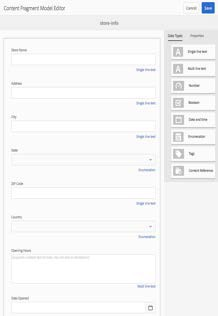 Content Fragment Model Editor
Cancel
Save
store-info
Data Types
Properties
Store Name
Single line text
Address
Single line text
City
Single line text
State
Enumeration
ZIP Code
Single line text
Country
Enumeration
Opening Hours
Multi line text
Date Opened
Single line text
Multi line text
Number
Boolean
Date and time
Enumeration
Tags
Content Reference